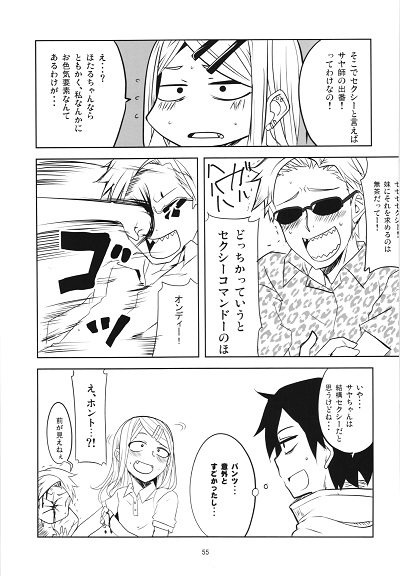 そこでセクシーと言えば
サヤ師の出番!
ってわけなの!
え…ら?
ほたるちゃんなら
ともかく、私なんかに
お色気要素なんて
あるわけが…
セセセクシー!
妹にそれを求めるのは
無茶だってー!
どっちかっていうと
セクシーコマンドーのほ
オンディー!
いや…
サヤちゃんは
結構セクシーだと
思うけどね…
パンツ…
意外と
すごかったし…
え、ホント…?!
前が見えねぇ
55